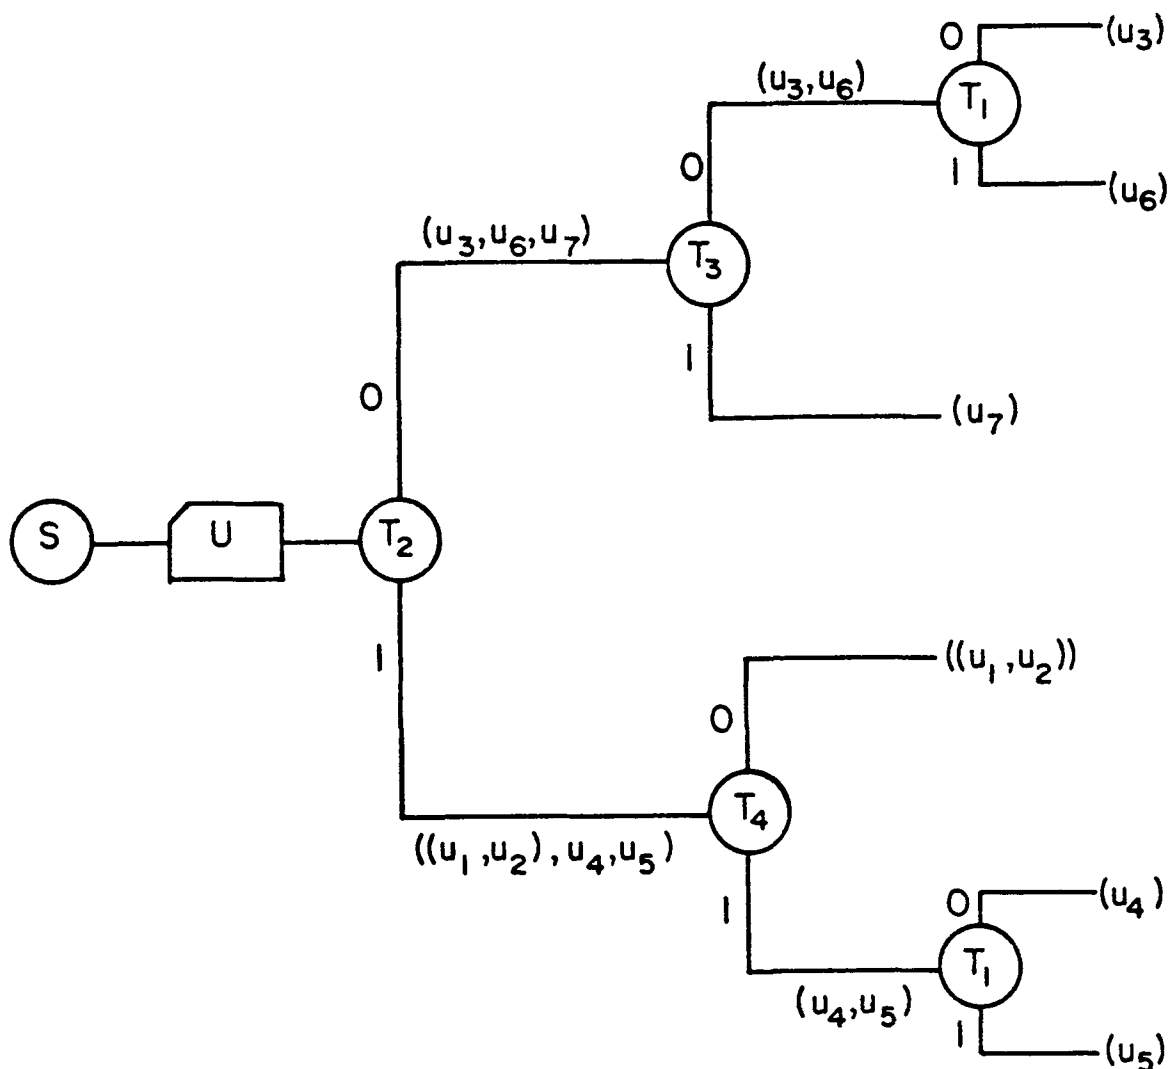 0 (u₃)
(u₃,u₆) T₁
0 1 (u₆)
(u₃,u₆,u₇) T₃
1
0 (u₇)
S U T₂
1 ((u₁,u₂))
0
T₄
((u₁,u₂),u₄,u₅)
1 0 (u₄)
T₁
(u₄,u₅) 1 (u₅)